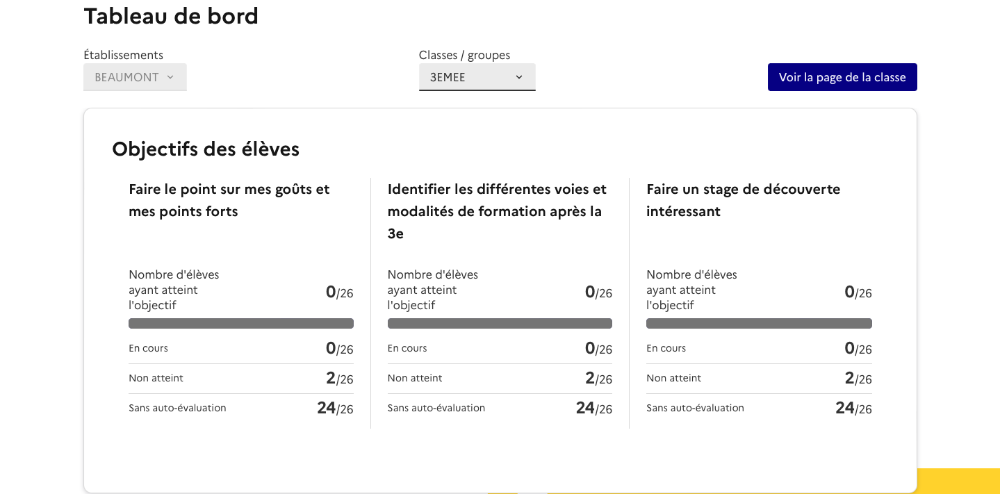 Tableau de bord
Établissements
Classes / groupes
BEAUMONT
3EMEE
Voir la page de la classe
Objectifs des élèves
Faire le point sur mes goûts et
mes points forts
Nombre d'élèves
ayant atteint
l'objectif
0/26
En cours 0/26
Non atteint 2/26
Sans auto-évaluation 24/26
Identifier les différentes voies et
modalités de formation après la
3e
Nombre d'élèves
ayant atteint
l'objectif
0/26
En cours 0/26
Non atteint 2/26
Sans auto-évaluation 24/26
Faire un stage de découverte
intéressant
Nombre d'élèves
ayant atteint
l'objectif
0/26
En cours 0/26
Non atteint 2/26
Sans auto-évaluation 24/26